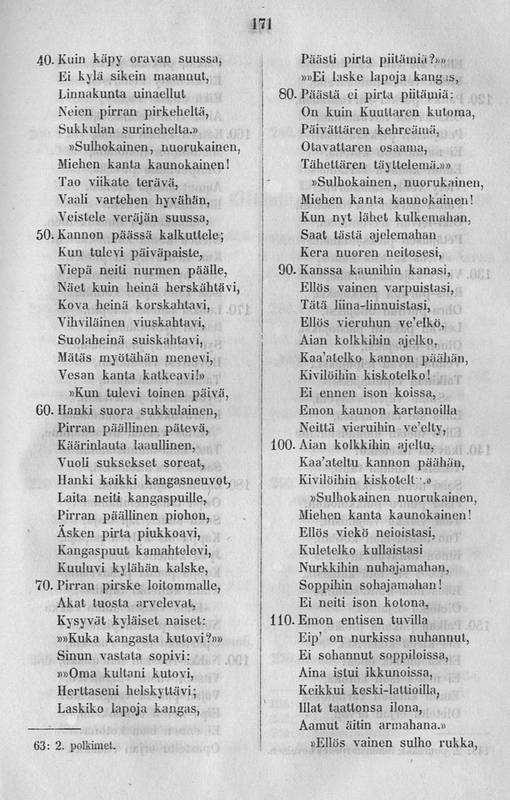 171
40. Kuin käpy oravan suussa,
Ei kylä sikein maannut,
Linnakunta uinaellut
Neien pirran pirkeheltä,
Sukkulan surinehelta.»
»Sulhokainen, nuorukainen,
Miehen kanta kaunokainen!
Tao viikate terävä,
Vaali vartehen hyvähän,
Veistele veräjän suussa,
50. Kannon päässä kalkuttele;
Kun tulevi päiväpaiste,
Viepä neiti nurmen päälle,
Näet kuin heinä herskähtävi,
Kova heinä korskahtavi,
Vihviläinen viuskahtavi,
Suolaheinä suiskahtavi,
Mätäs myötähän menevi,
Vesan kanta katkeavi!»
»Kun tulevi toinen päivä,
60. Hanki suora sukkulainen,
Pirran päällinen pätevä,
Käärinlauta laaullinen,
Vuoli suksekset soreat,
Hanki kaikki kangasneuvot,
Laita neiti kangaspuille,
Pirran päällinen piohon,
Äsken pirta piukkoavi,
Kangaspuut kamahtelevi,
Kuuluvi kylähän kalske,
70. Pirran pirske loitommalle,
Akat tuosta arvelevat,
Kysyvät kyläiset naiset:
»»Kuka kangasta kutovi?»»
Sinun vastata sopivi:
»»Oma kultani kutovi,
Herttaseni helskyttävi;
Laskiko lapoja kangas,
63: 2. polkimet.
Päästi pirta piitämiä?»»
»»Ei laske lapoja kangas,
80. Päästä ei pirta piitämiä:
On kuin Kuuttaren kutoma,
Päivättären kehreämä,
Otavattaren osaama,
Tähettären täyttelemä.»»
»Sulhokainen, nuorukainen,
Miehen kanta kaunokainen!
Kun nyt lähet kulkemahan,
Saat tästä ajelemahan
Kera nuoren neitosesi,
90. Kanssa kaunihin kanasi,
Ellös vainen varpuistasi,
Tätä liina-linnuistasi,
Ellös vieruhun ve'elkö,
Aian kolkkihin ajelko,
Kaa'atelko kannon päähän,
Kivilöihin kiskotelko!
Ei ennen ison koissa,
Emon kaunon kartanoilla
Neittä vieruihin ve'elty,
100. Aian kolkkihin ajeltu,
Kaa'ateltu kannon päähän,
Kivilöihin
»Sulhokainen nuorukainen,
Miehen kanta kaunokainen!
Ellös viekö neioistasi,
Kuletelko kullaistasi
Nurkkihin nuhajamahan,
Soppihin sohajamahan!
Ei neiti ison kotona,
110. Emon entisen tuvilla
Eip' on nurkissa nuhannut,
Ei sohannut soppiloissa,
Aina istui ikkunoissa,
Keikkui keski-lattioilla,
Illat taattonsa ilona,
Aamut äitin armahana.»
»Ellös vainen sulho rukka,